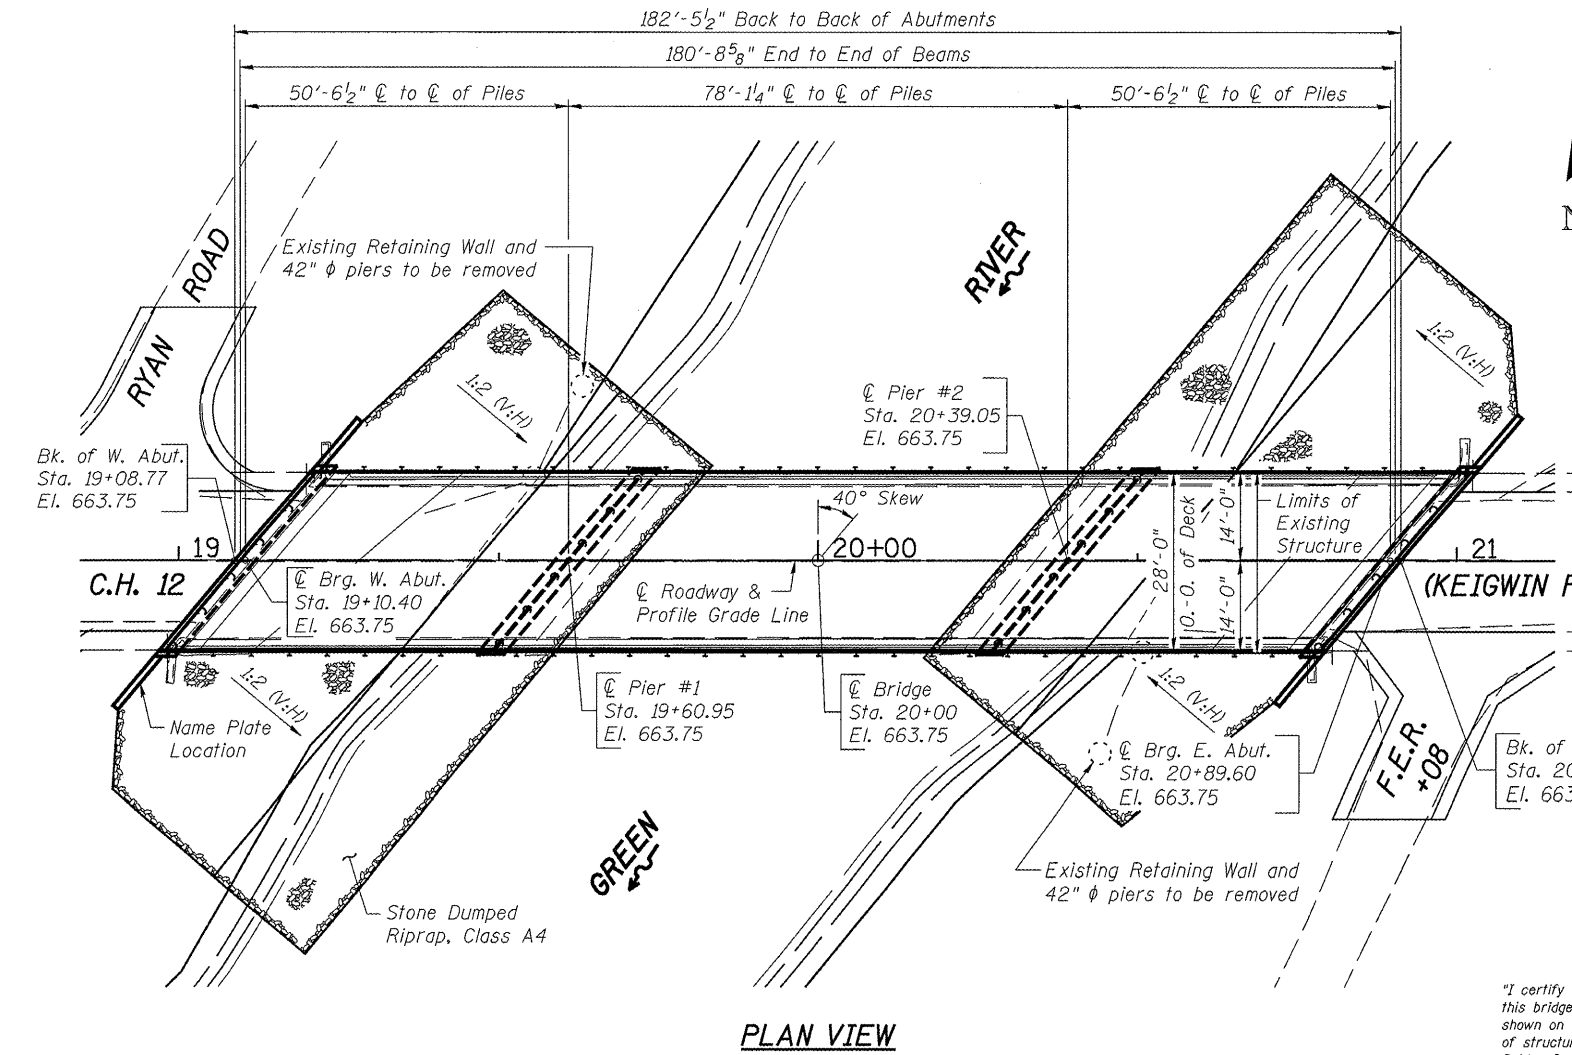 182'-5½" Back to Back of Abutments
180'-8⅝" End to End of Beams
50'-6½" ℄ to ℄ of Piles
78'-1¼" ℄ to ℄ of Piles
50'-6½" ℄ to ℄ of Piles
N
RYAN ROAD
Existing Retaining Wall and
42" ϕ piers to be removed
RIVER
1:2 (V:H)
1:2 (V:H)
℄ Pier #2
Sta. 20+39.05
El. 663.75
Bk. of W. Abut.
Sta. 19+08.77
El. 663.75
40° Skew
28'-0"
O.-O. of Deck
14'-0"
14'-0"
Limits of
Existing
Structure
19
20+00
21
C.H. 12
℄ Brg. W. Abut.
Sta. 19+10.40
El. 663.75
℄ Roadway &
Profile Grade Line
(KEIGWIN
1:2 (V:H)
1:2 (V:H)
℄ Pier #1
Sta. 19+60.95
El. 663.75
℄ Bridge
Sta. 20+00
El. 663.75
Name Plate
Location
℄ Brg. E. Abut.
Sta. 20+89.60
El. 663.75
F.E.R.
+08
Bk. of
Sta. 20
El. 663
GREEN
Existing Retaining Wall and
42" ϕ piers to be removed
Stone Dumped
Riprap, Class A4
"I certify
this bridge
shown on
of structu
PLAN VIEW